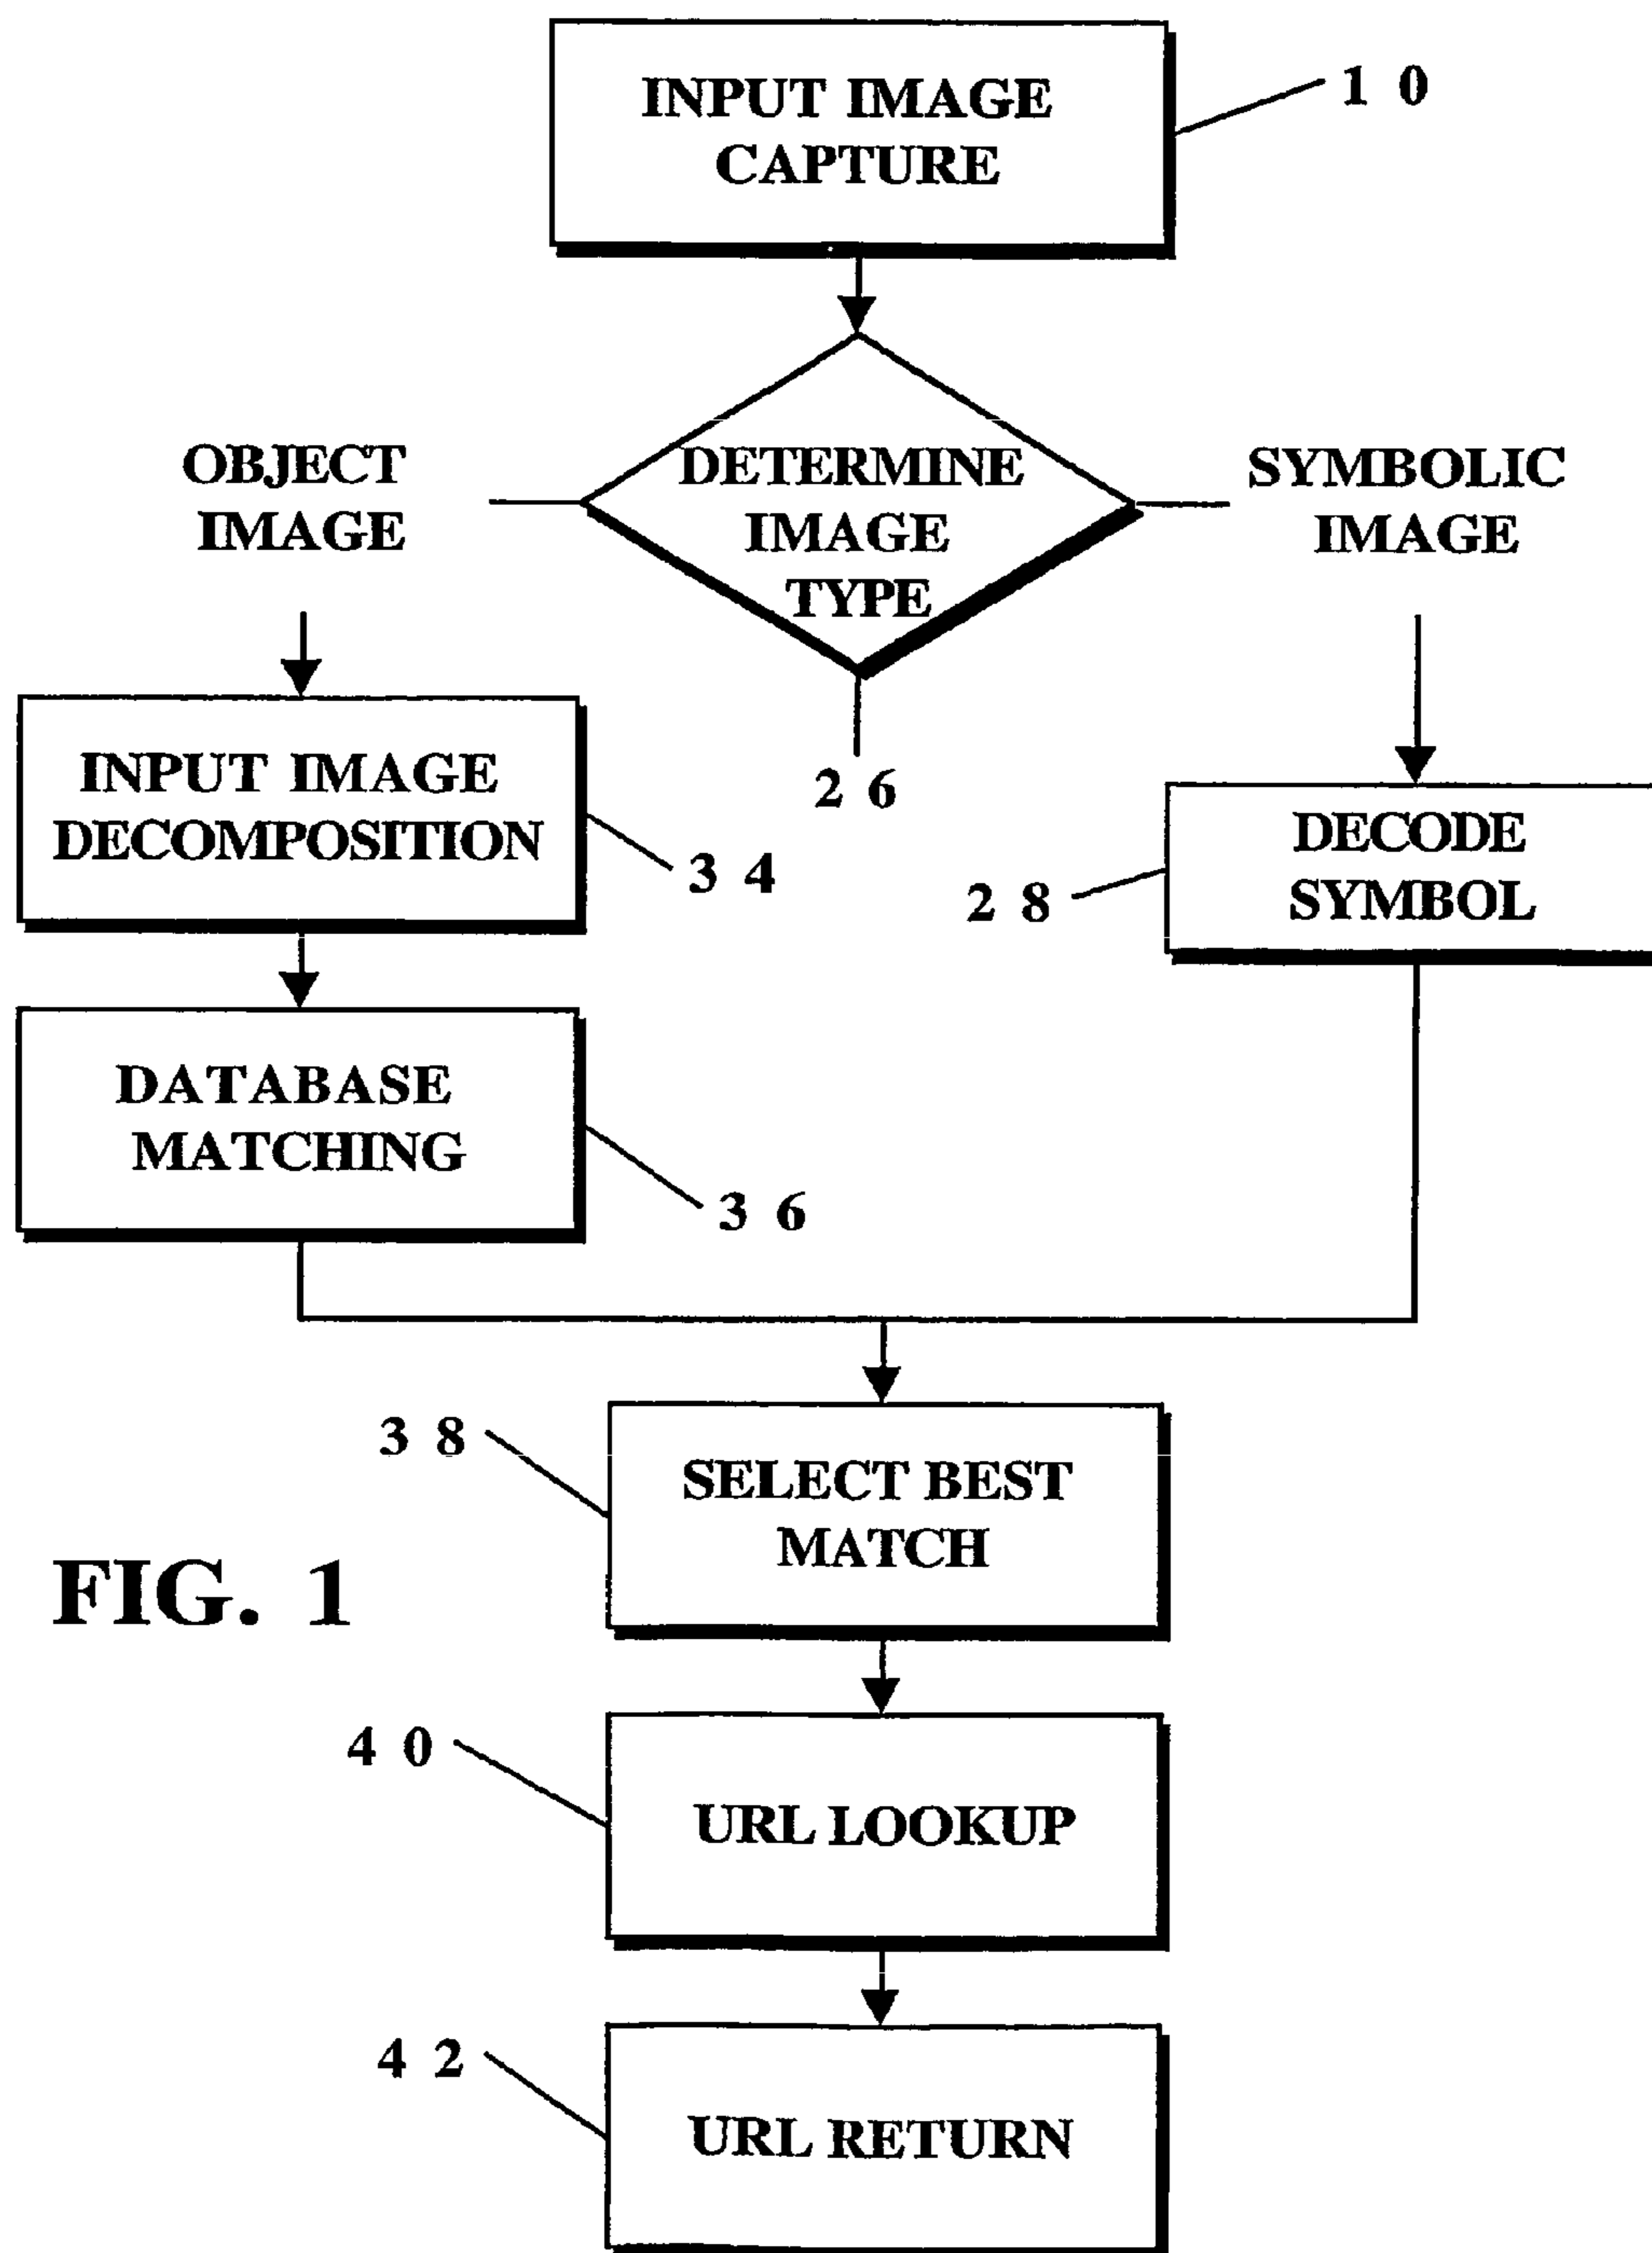 INPUT IMAGE
CAPTURE
1 0
OBJECT
IMAGE
DETERMINE
IMAGE
TYPE
SYMBOLIC
IMAGE
2 6
INPUT IMAGE
DECOMPOSITION
3 4
DECODE
SYMBOL
2 8
DATABASE
MATCHING
3 6
3 8
SELECT BEST
MATCH
FIG. 1
4 0
URL LOOKUP
4 2
URL RETURN